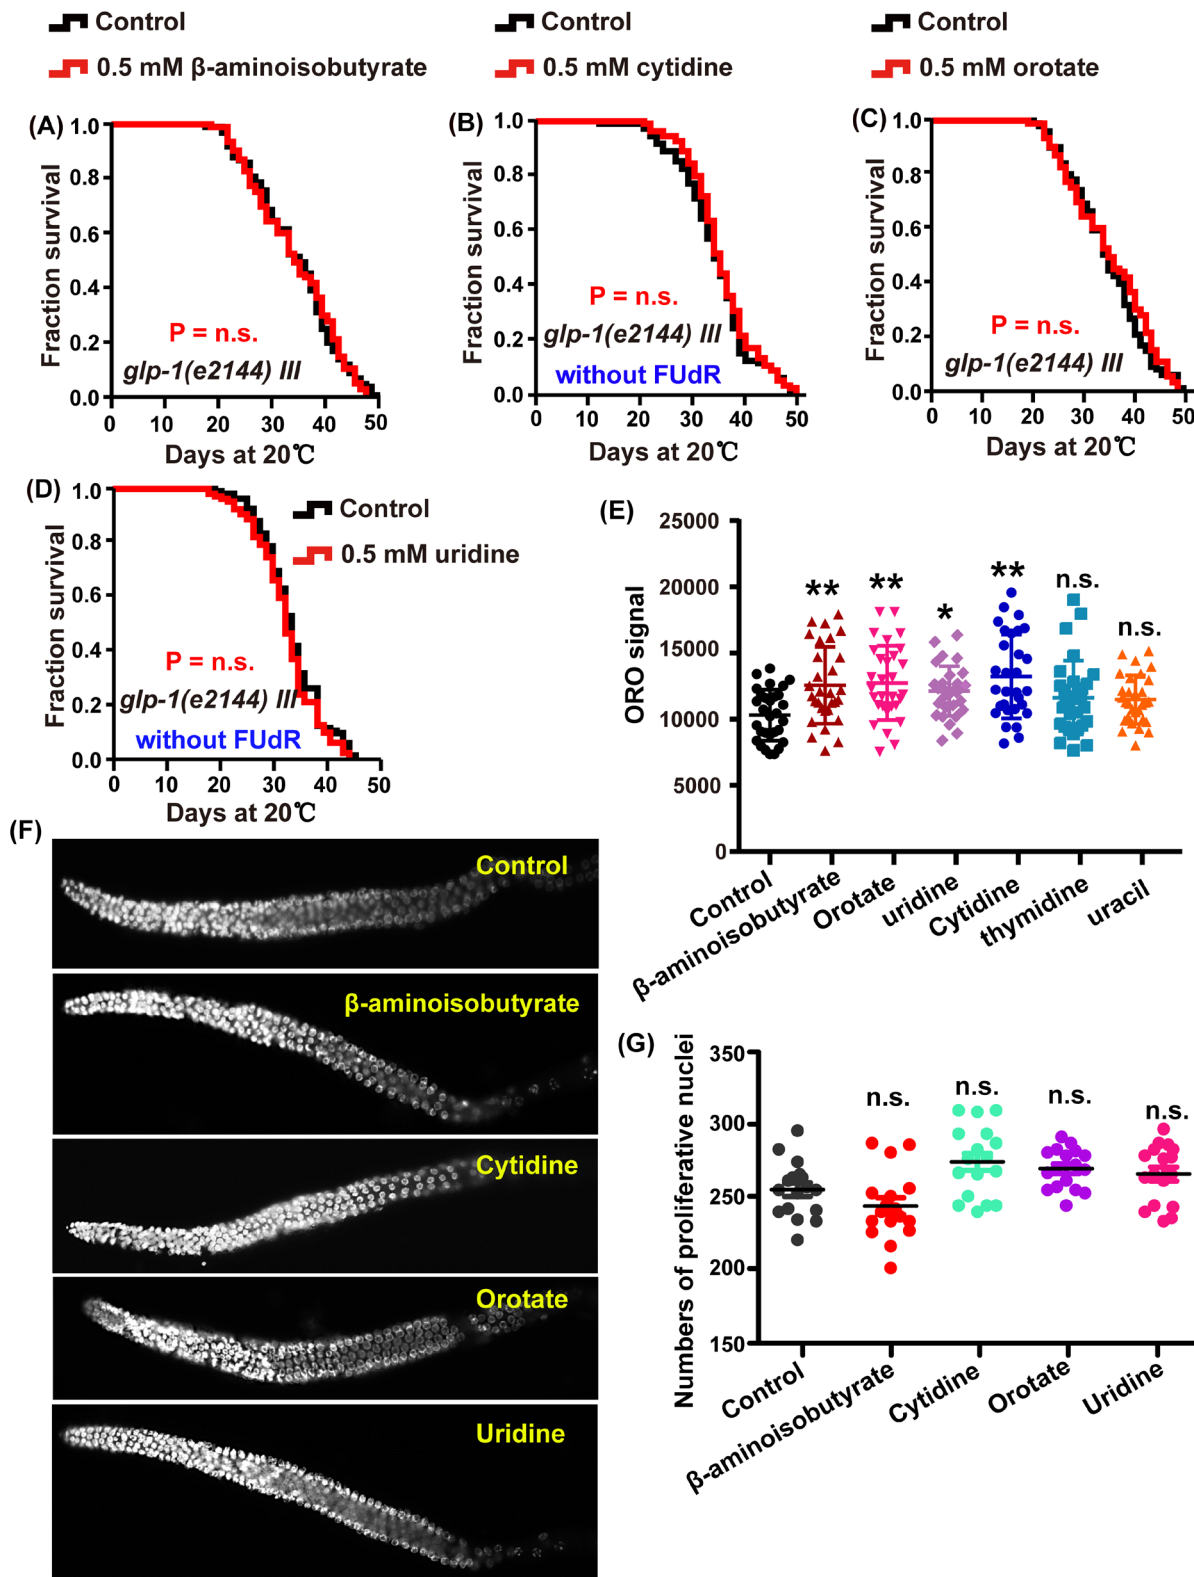 Control
0.5 mM β-aminoisobutyrate
Control
0.5 mM cytidine
Control
0.5 mM orotate
(A)
Fraction survival
1.0
0.8
0.6
0.4
0.2
0.0
P = n.s.
glp-1(e2144) III
0 10 20 30 40 50
Days at 20℃
(B)
Fraction survival
1.0
0.8
0.6
0.4
0.2
0.0
P = n.s.
glp-1(e2144) III
without FUdR
0 10 20 30 40 50
Days at 20℃
(C)
Fraction survival
1.0
0.8
0.6
0.4
0.2
0.0
P = n.s.
glp-1(e2144) III
0 10 20 30 40 50
Days at 20℃
(D)
Fraction survival
1.0
0.8
0.6
0.4
0.2
0.0
Control
0.5 mM uridine
P = n.s.
glp-1(e2144) III
without FUdR
0 10 20 30 40 50
Days at 20℃
(E)
ORO signal
25000
20000
15000
10000
5000
0
**
**
*
**
n.s.
n.s.
Control
β-aminoisobutyrate
Orotate
uridine
Cytidine
thymidine
uracil
(F)
Control
β-aminoisobutyrate
Cytidine
Orotate
Uridine
(G)
Numbers of proliferative nuclei
350
300
250
200
150
n.s.
n.s.
n.s.
n.s.
Control
β-aminoisobutyrate
Cytidine
Orotate
Uridine